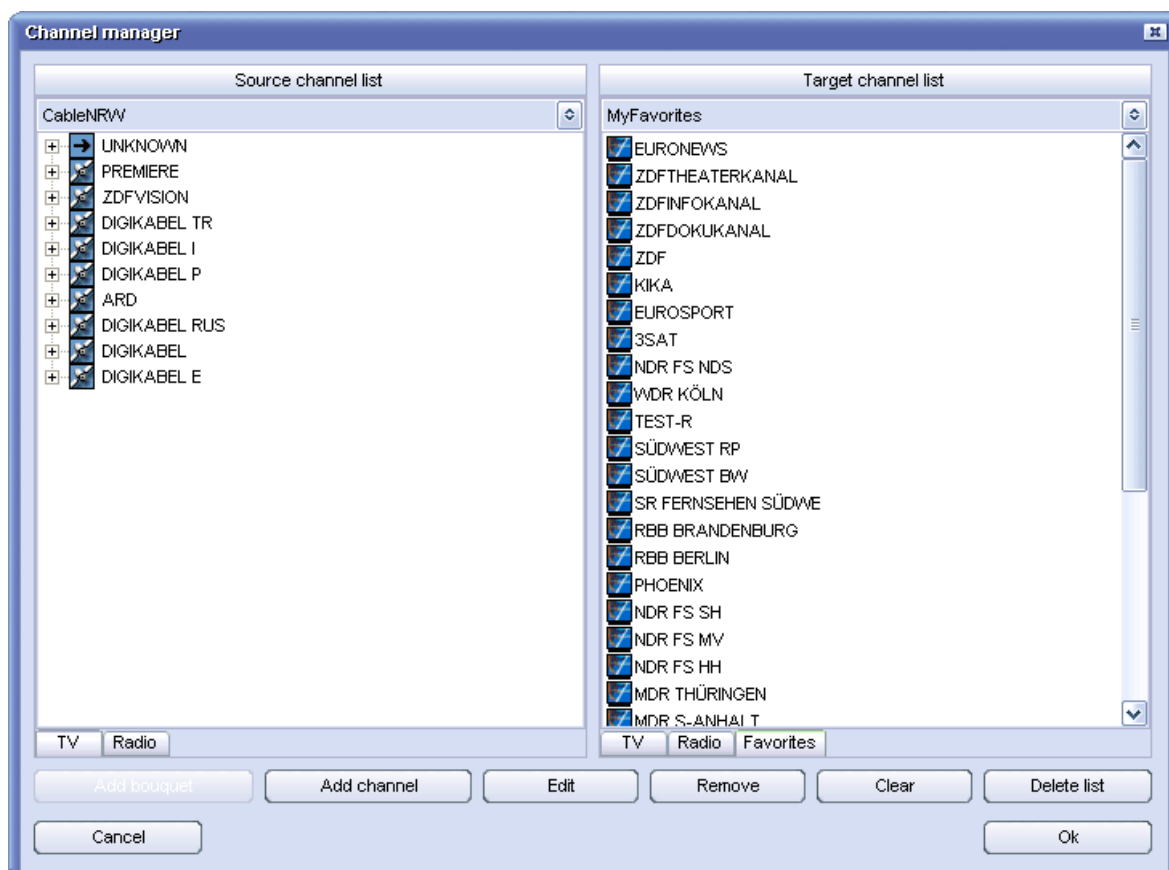 Channel manager
Source channel list
CableNRW
UNKNOWN
PREMIERE
ZDFVISION
DIGIKABEL TR
DIGIKABEL I
DIGIKABEL P
ARD
DIGIKABEL RUS
DIGIKABEL
DIGIKABEL E
TV Radio
Target channel list
MyFavorites
EURONEWS
ZDFTHEATERKANAL
ZDFINFOKANAL
ZDFDOKUKANAL
ZDF
KIKA
EUROSPORT
3SAT
NDR FS NDS
WDR KÖLN
TEST-R
SÜDWEST RP
SÜDWEST BW
SR FERNSEHEN SÜDWE
RBB BRANDENBURG
RBB BERLIN
PHOENIX
NDR FS SH
NDR FS MV
NDR FS HH
MDR THÜRINGEN
MDR S-ANHALT
TV Radio Favorites
Add bouquet Add channel Edit Remove Clear Delete list
Cancel Ok